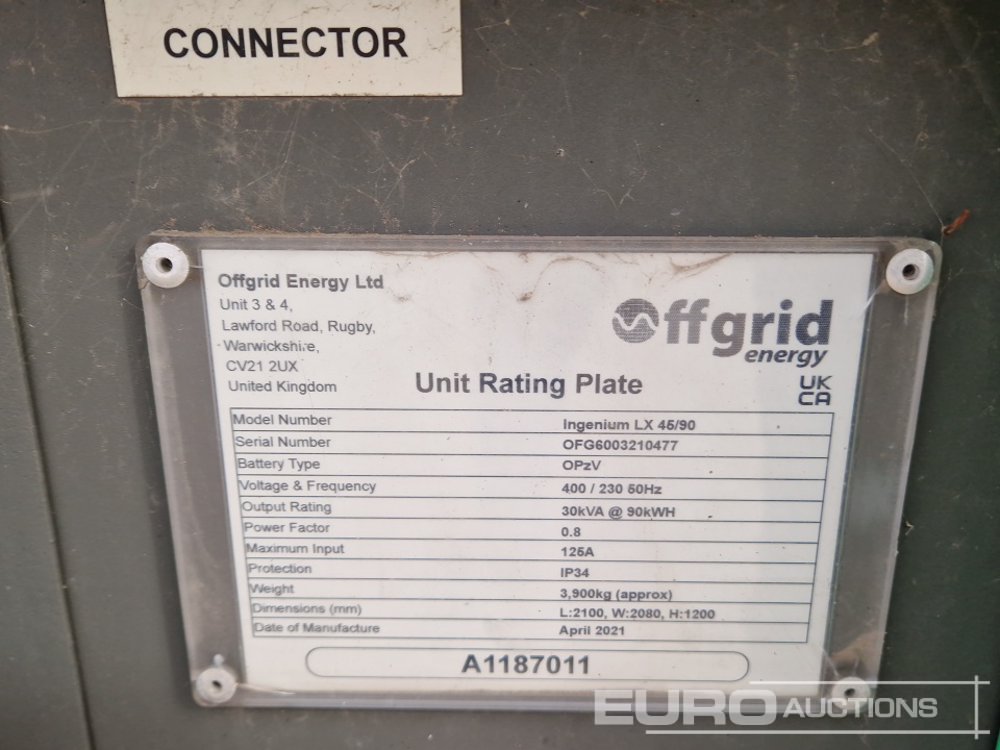 CONNECTOR
Offgrid Energy Ltd
Unit 3 & 4,
Lawford Road, Rugby,
Warwickshire,
CV21 2UX
United Kingdom
Offgrid
energy
Unit Rating Plate
UK
CA
Model Number Ingenium LX 45/90
Serial Number OFG6003210477
Battery Type OPzV
Voltage & Frequency 400 / 230 50Hz
Output Rating 30kVA @ 90kWH
Power Factor 0.8
Maximum Input 125A
Protection IP34
Weight 3,900kg (approx)
Dimensions (mm) L:2100, W:2080, H:1200
Date of Manufacture April 2021
A1187011
EURO AUCTIONS